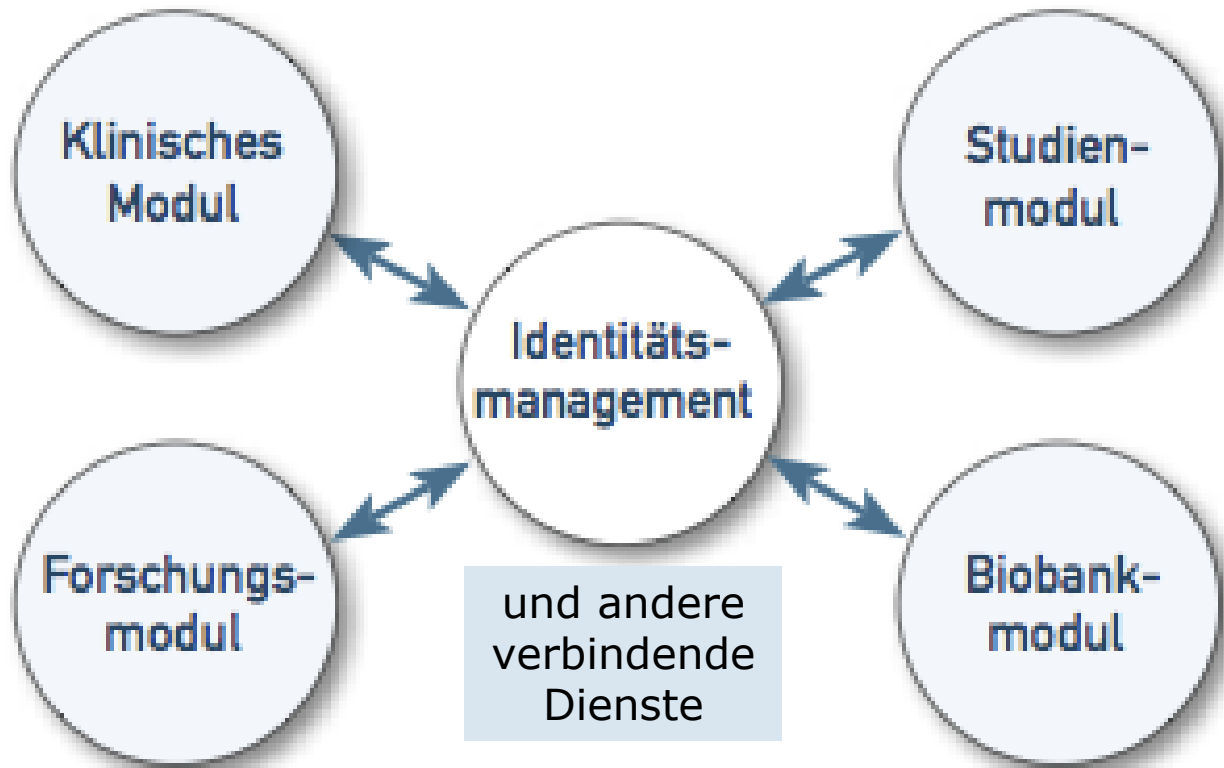 Klinisches
Modul
Studien-
modul
Identitäts-
management
Forschungs-
modul
Biobank-
modul
und andere
verbindende
Dienste